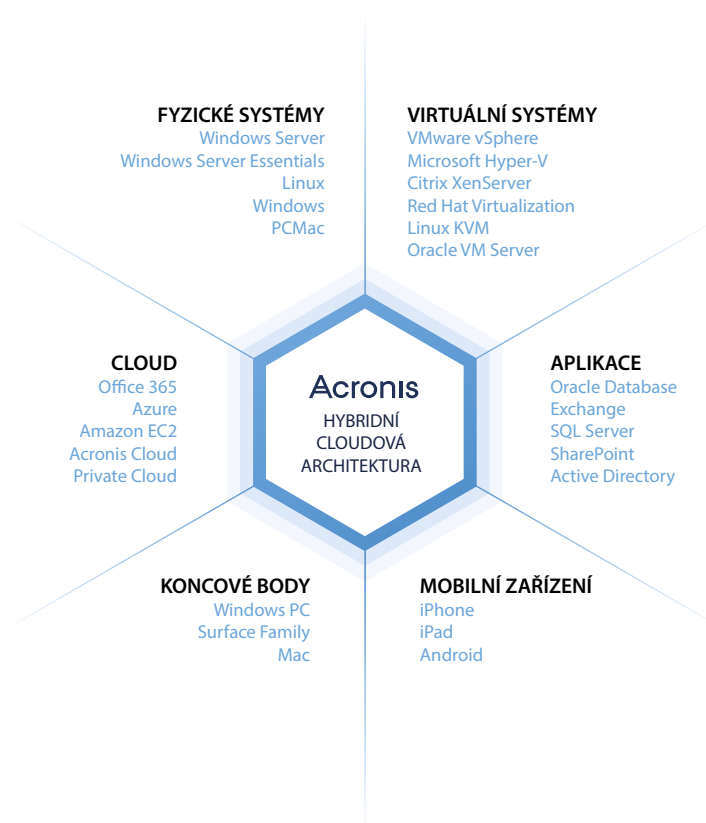 FYZICKÉ SYSTÉMY
Windows Server
Windows Server Essentials
Linux
Windows
PCMac
VIRTUÁLNÍ SYSTÉMY
VMware vSphere
Microsoft Hyper-V
Citrix XenServer
Red Hat Virtualization
Linux KVM
Oracle VM Server
CLOUD
Office 365
Azure
Amazon EC2
Acronis Cloud
Private Cloud
Acronis
HYBRIDNÍ
CLOUDOVÁ
ARCHITEKTURA
APLIKACE
Oracle Database
Exchange
SQL Server
SharePoint
Active Directory
KONCOVÉ BODY
Windows PC
Surface Family
Mac
MOBILNÍ ZAŘÍZENÍ
iPhone
iPad
Android